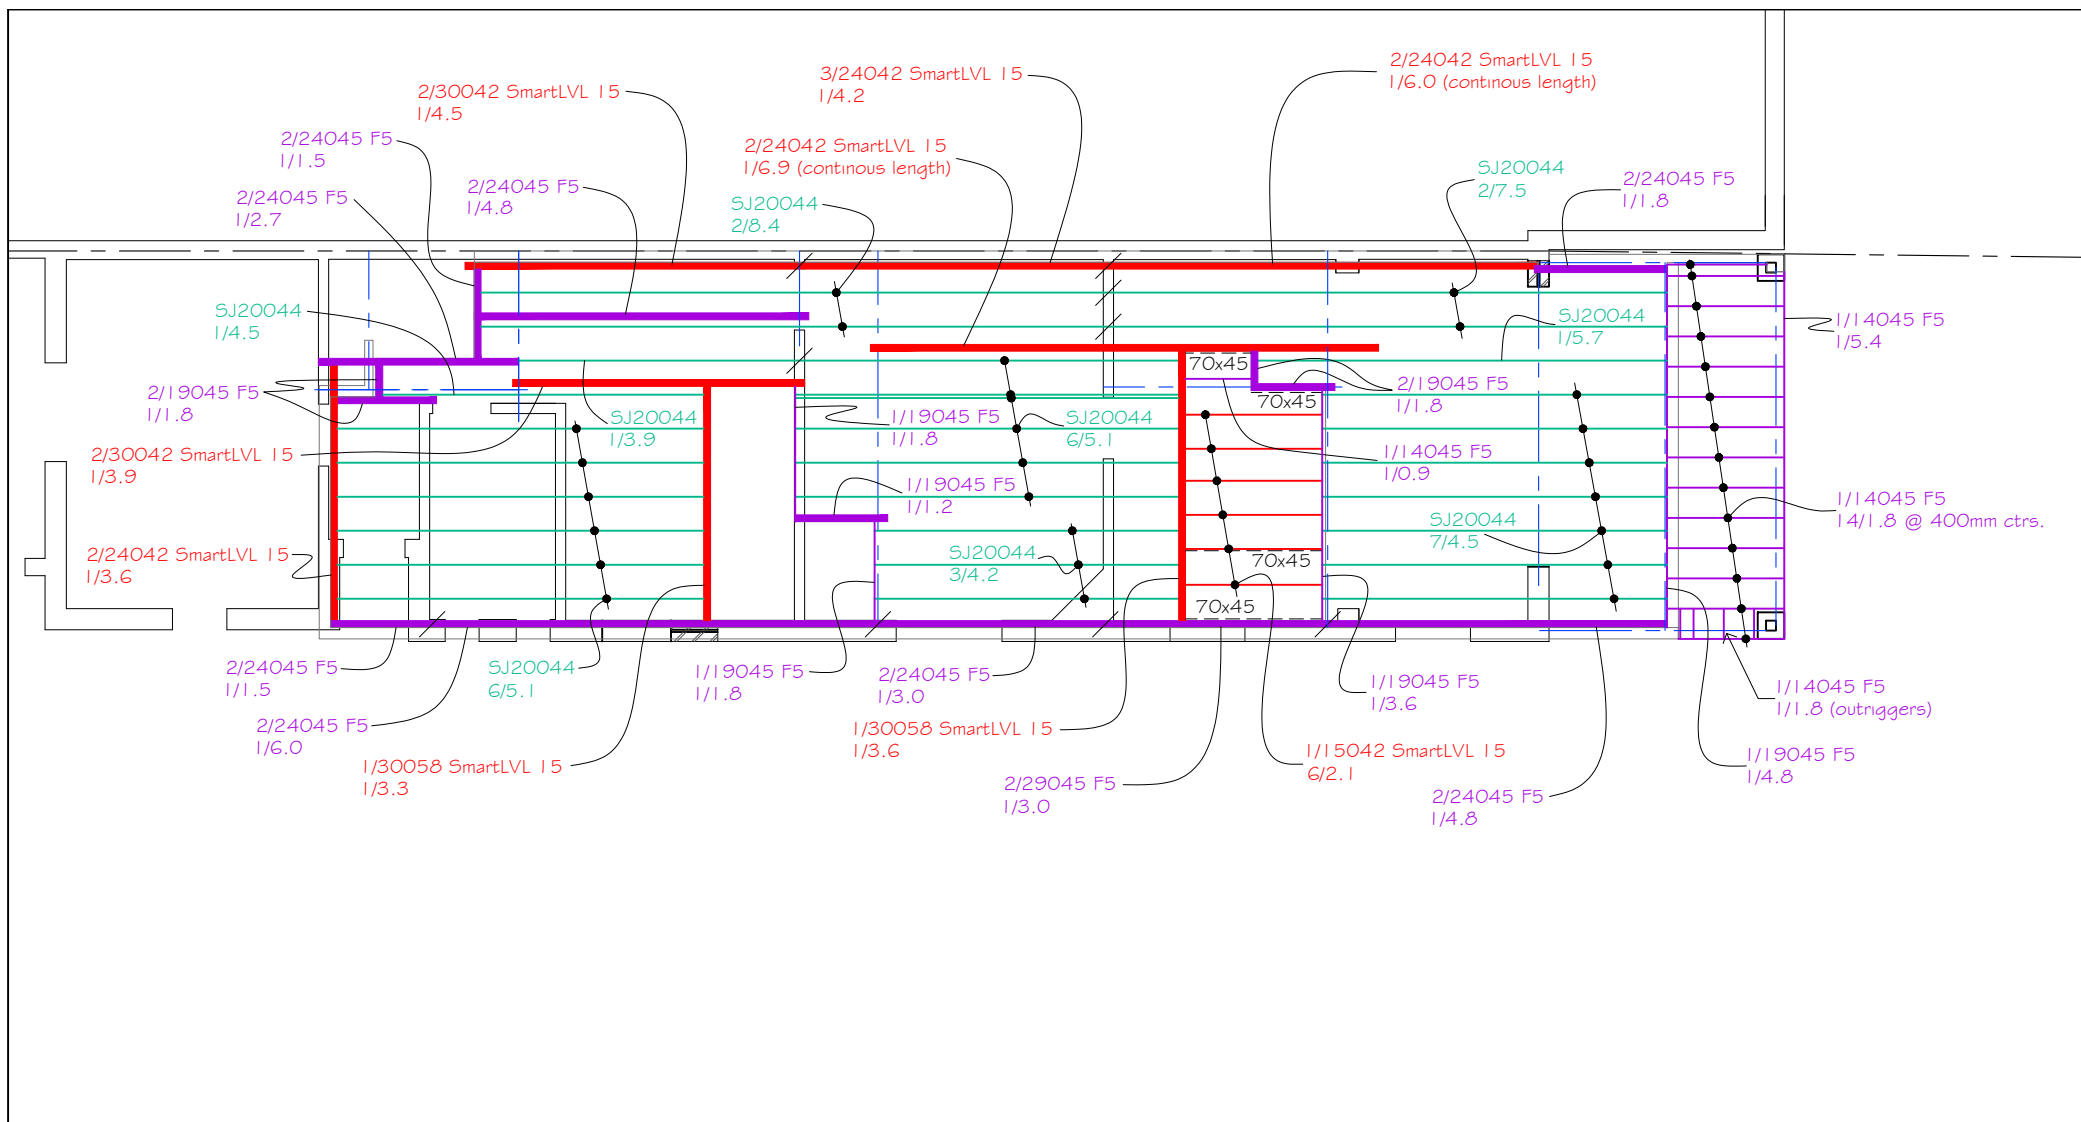 2/24042 SmartLVL 15
1/6.0 (continous length)
3/24042 SmartLVL 15
1/4.2
2/30042 SmartLVL 15
1/4.5
2/24045 F5
1/1.5
2/24042 SmartLVL 15
1/6.9 (continous length)
SJ20044
2/7.5
2/24045 F5
1/1.8
2/24045 F5
1/2.7
2/24045 F5
1/4.8
SJ20044
2/8.4
SJ20044
1/4.5
SJ20044
1/5.7
1/14045 F5
1/5.4
70x45
2/19045 F5
1/1.8
2/19045 F5
1/1.8
70x45
SJ20044
1/3.9
1/19045 F5
1/1.8
SJ20044
6/5.1
2/30042 SmartLVL 15
1/3.9
1/14045 F5
1/0.9
1/19045 F5
1/1.2
1/14045 F5
14/1.8 @ 400mm ctrs.
SJ20044
7/4.5
2/24042 SmartLVL 15
1/3.6
SJ20044
3/4.2
70x45
70x45
2/24045 F5
1/1.5
SJ20044
6/5.1
1/19045 F5
1/1.8
2/24045 F5
1/3.0
1/19045 F5
1/3.6
1/14045 F5
1/1.8 (outriggers)
2/24045 F5
1/6.0
1/30058 SmartLVL 15
1/3.6
1/15042 SmartLVL 15
6/2.1
1/19045 F5
1/4.8
1/30058 SmartLVL 15
1/3.3
2/29045 F5
1/3.0
2/24045 F5
1/4.8